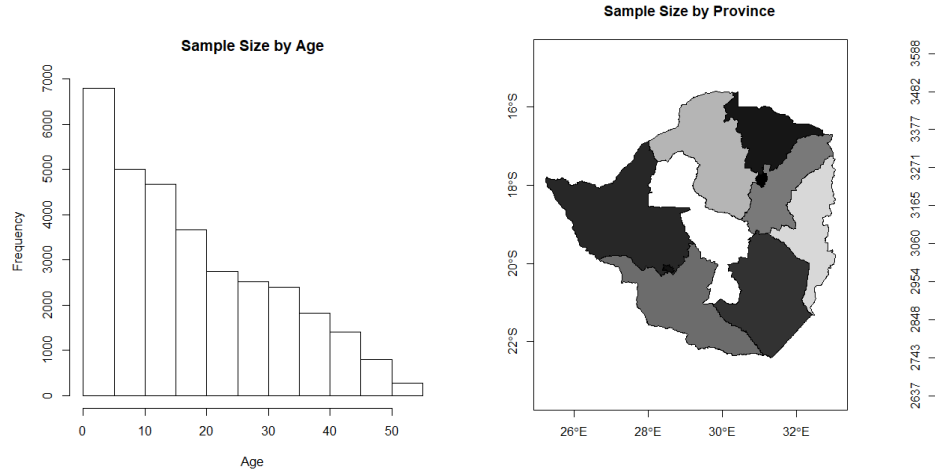 Sample Size by Age
Frequency
7000
6000
5000
4000
3000
2000
1000
0
0 10 20 30 40 50
Age
Sample Size by Province
16°S
18°S
20°S
22°S
26°E 28°E 30°E 32°E
3588
3482
3377
3271
3165
3060
2954
2848
2743
2637